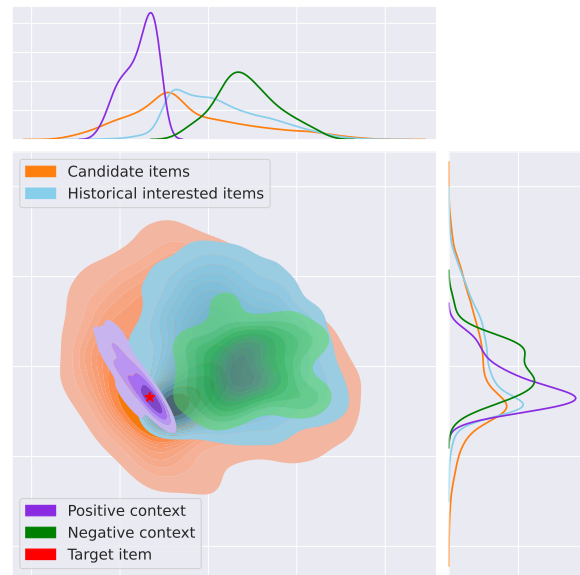 Candidate items
Historical interested items
Positive context
Negative context
Target item